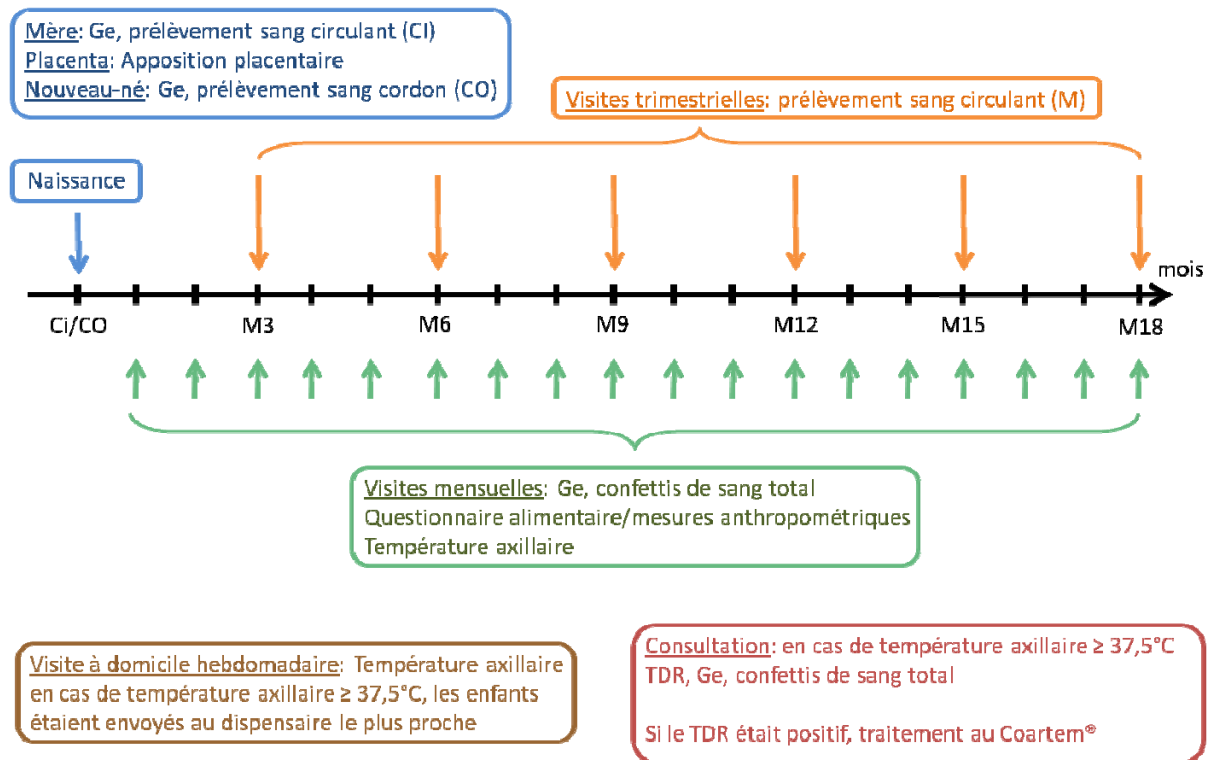 Mère: Ge, prélèvement sang circulant (CI)
Placenta: Apposition placentaire
Nouveau-né: Ge, prélèvement sang cordon (CO)
Visites trimestrielles: prélèvement sang circulant (M)
Naissance
mois
Ci/CO M3 M6 M9 M12 M15 M18
Visites mensuelles: Ge, confettis de sang total
Questionnaire alimentaire/mesures anthropométriques
Température axillaire
Visite à domicile hebdomadaire: Température axillaire
en cas de température axillaire ≥ 37,5°C, les enfants
étaient envoyés au dispensaire le plus proche
Consultation: en cas de température axillaire ≥ 37,5°C
TDR, Ge, confettis de sang total
Si le TDR était positif, traitement au Coartem®